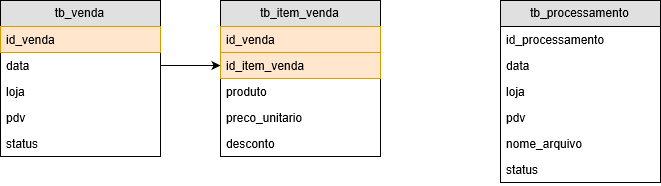 tb_venda
id_venda
data
loja
pdv
status
tb_item_venda
id_venda
id_item_venda
produto
preco_unitario
desconto
tb_processamento
id_processamento
data
loja
pdv
nome_arquivo
status